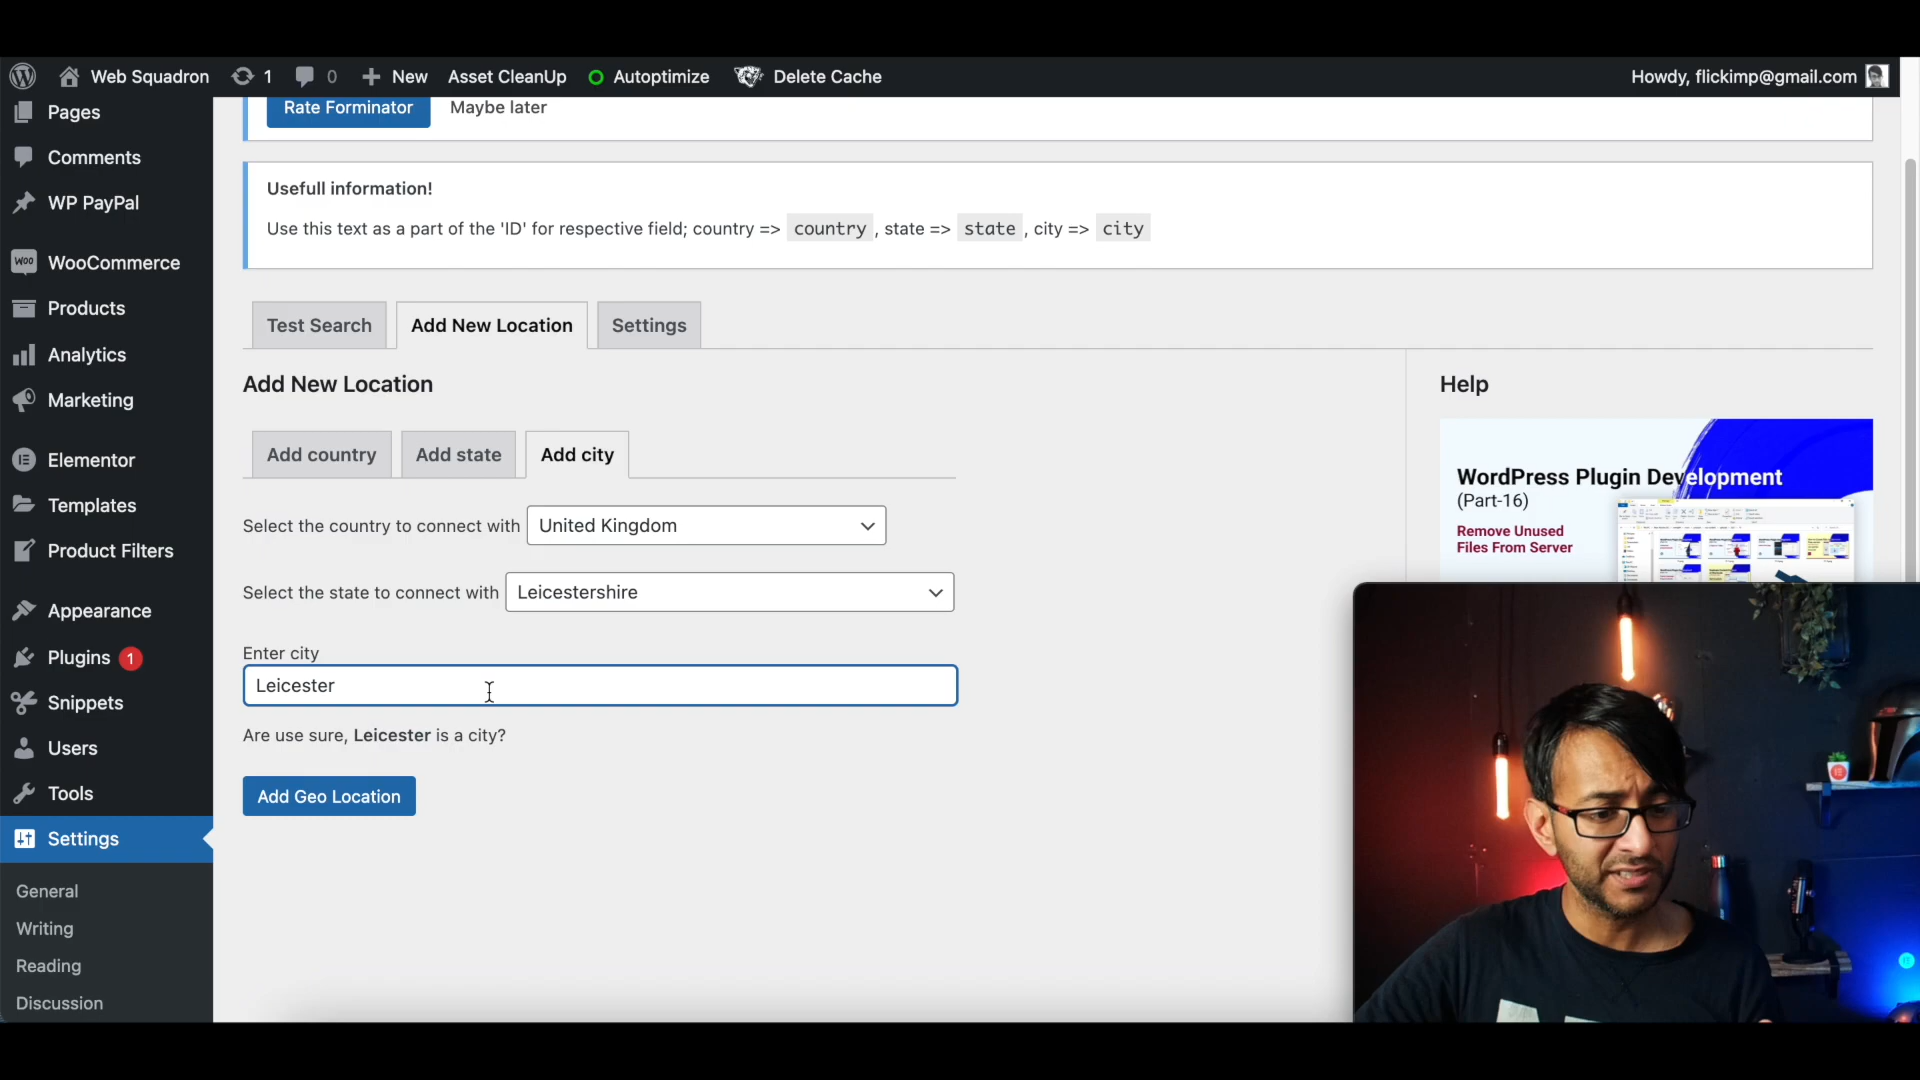 Web Squadron 1 0 New Asset CleanUp Autoptimize Delete Cache Howdy, flickimp@gmail.com
Pages
Comments
WP PayPal
WooCommerce
Products
Analytics
Marketing
Elementor
Templates
Product Filters
Appearance
Plugins 1
Snippets
Users
Tools
Settings
General
Writing
Reading
Discussion
Rate Forminator Maybe later
Usefull information!
Use this text as a part of the 'ID' for respective field; country => country , state => state , city => city
Test Search Add New Location Settings
Add New Location
Add country Add state Add city
Select the country to connect with United Kingdom
Select the state to connect with Leicestershire
Enter city
Leicester
Are use sure, Leicester is a city?
Add Geo Location
Help
WordPress Plugin Development
(Part-16)
Remove Unused
Files From Server